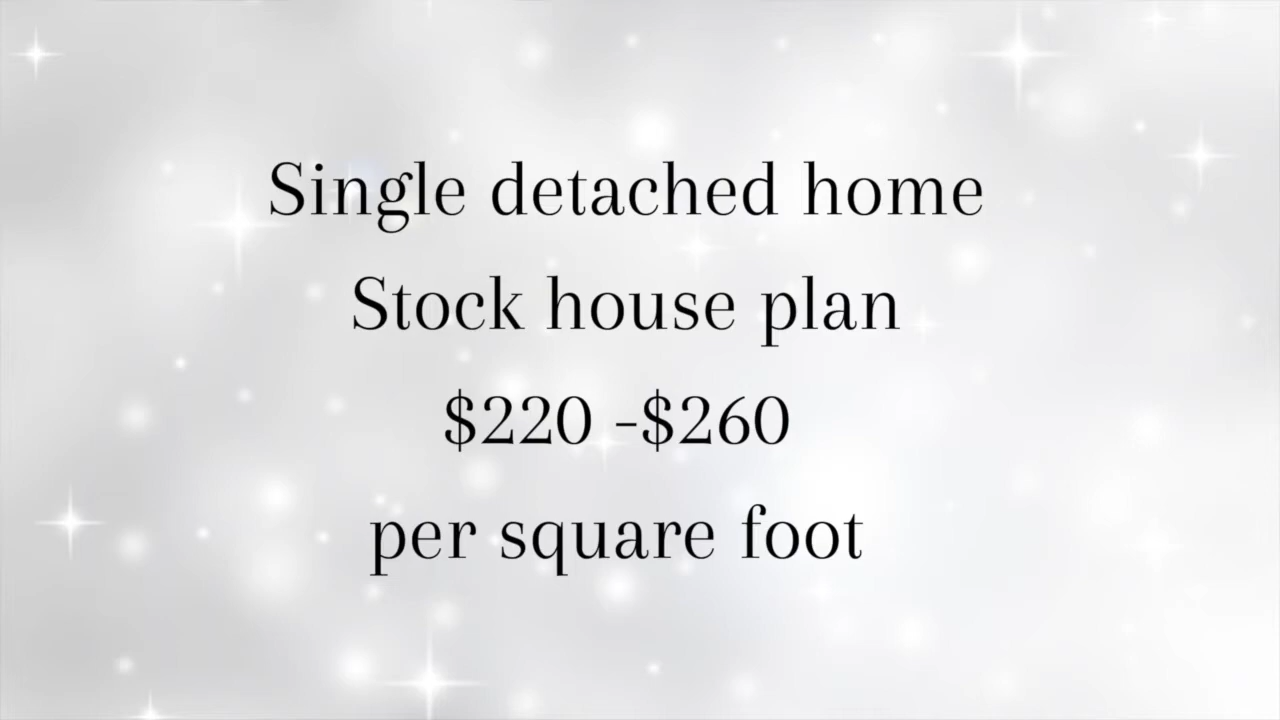 Single detached home
Stock house plan
$220 -$260
per square foot